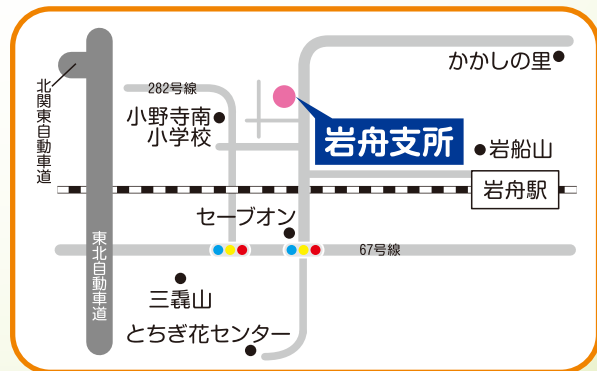 かかしの里
北関東自動車道
282号線
小野寺南
小学校
岩舟支所
岩船山
岩舟駅
セーブオン
67号線
東北自動車道
三毳山
とちぎ花センター